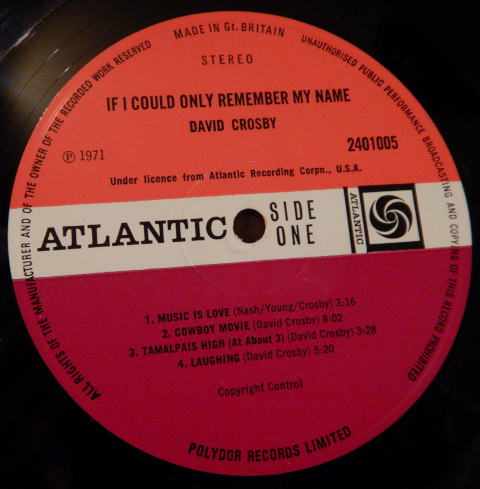 MADE IN Gt. BRITAIN
UNAUTHORISED PUBLIC PERFORMANCE BROADCASTING AND COPYING OF THIS RECORD PROHIBITED
ALL RIGHTS OF THE MANUFACTURER AND OF THE OWNER OF THE RECORDED WORK RESERVED
STEREO
IF I COULD ONLY REMEMBER MY NAME
DAVID CROSBY
℗ 1971
2401005
Under licence from Atlantic Recording Corpn., U.S.A.
ATLANTIC
SIDE
ONE
ATLANTIC
1. MUSIC IS LOVE (Nash/Young/Crosby) 3:16
2. COWBOY MOVIE (David Crosby) 8:02
3. TAMALPAIS HIGH (At About 3) (David Crosby) 3:28
4. LAUGHING (David Crosby) 5:20
Copyright Control
POLYDOR RECORDS LIMITED